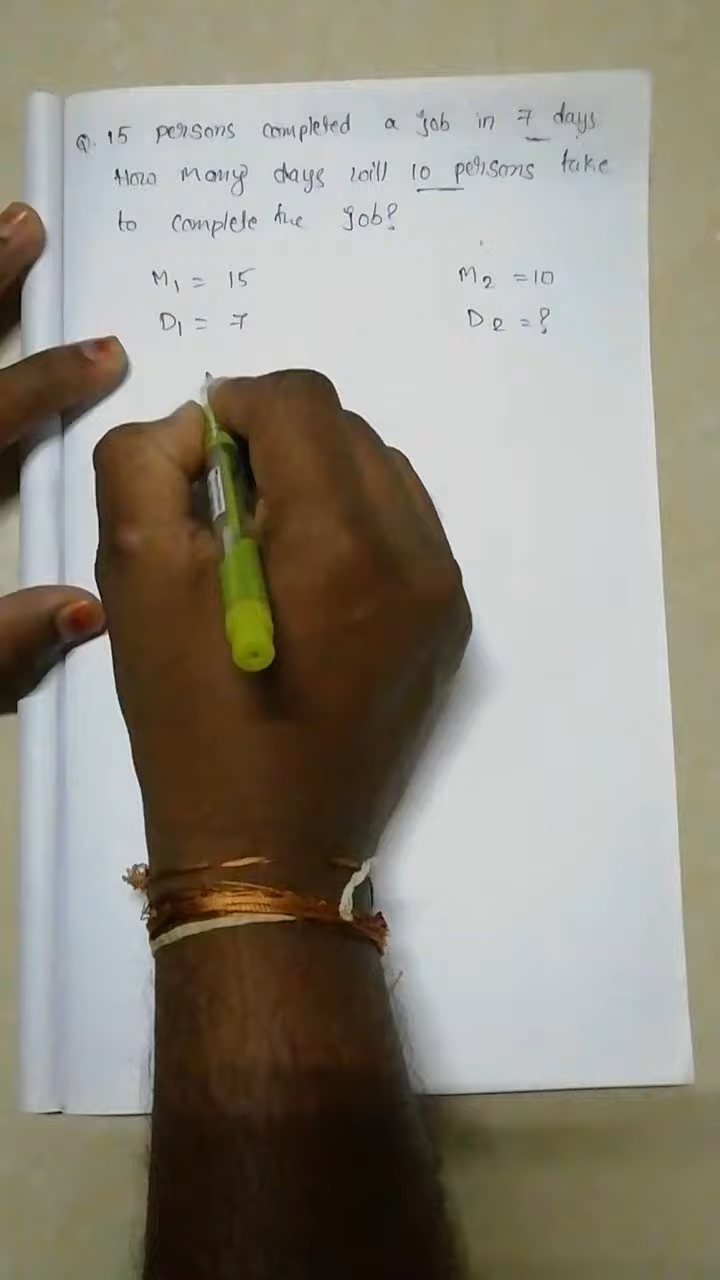 Q. 15 persons completed a job in 7 days
How many days will 10 persons take
to complete the job?
M1 = 15 M2 = 10
D1 = 7 D2 = ?